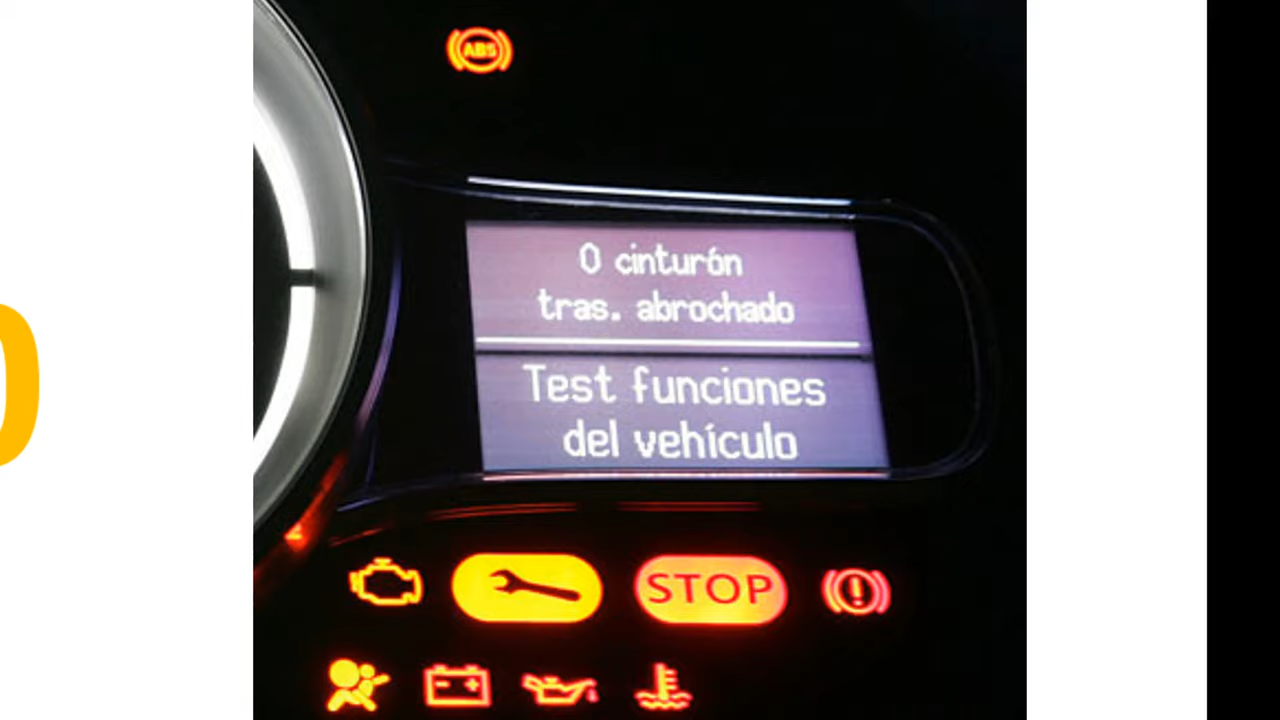 ABS
0 cinturón
tras. abrochado
Test funciones
del vehículo
STOP